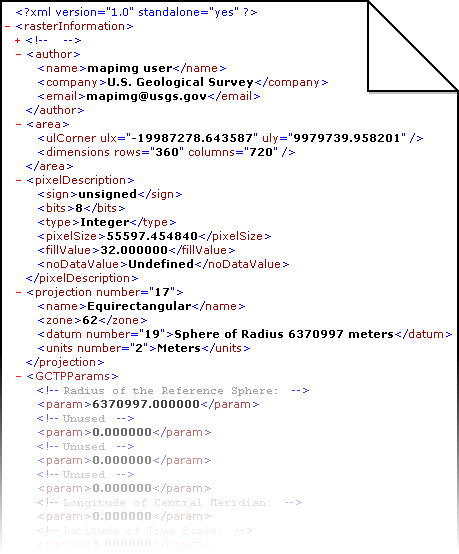 <?xml version="1.0" standalone="yes" ?>
- <rasterInformation>
+ <!-- -->
- <author>
<name>mapimg user</name>
<company>U.S. Geological Survey</company>
<email>mapimg@usgs.gov</email>
</author>
- <area>
<ulCorner ulx="-19987278.643587" uly="9979739.958201" />
<dimensions rows="360" columns="720" />
</area>
- <pixelDescription>
<sign>unsigned</sign>
<bits>8</bits>
<type>Integer</type>
<pixelSize>55597.454840</pixelSize>
<fillValue>32.000000</fillValue>
<noDataValue>Undefined</noDataValue>
</pixelDescription>
- <projection number="17">
<name>Equirectangular</name>
<zone>62</zone>
<datum number="19">Sphere of Radius 6370997 meters</datum>
<units number="2">Meters</units>
</projection>
- <GCTPParams>
<!-- Radius of the Reference Sphere: -->
<param>6370997.000000</param>
<!-- Unused -->
<param>0.000000</param>
<!-- Unused -->
<param>0.000000</param>
<!-- Unused -->
<param>0.000000</param>
<!-- Longitude of Central Meridian: -->
<param>0.000000</param>
<!-- Latitude of True Scale: -->
<param>1.000000</param>